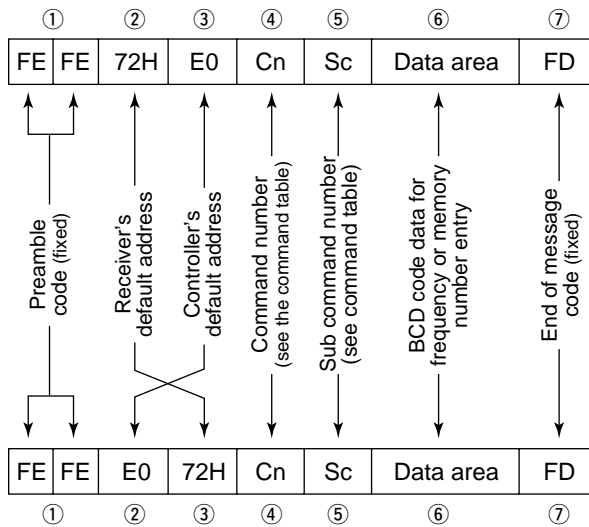 ① ② ③ ④ ⑤ ⑥ ⑦
FE FE 72H E0 Cn Sc Data area FD
Preamble
code (fixed)
Receiver's
default address
Controller's
default address
Command number
(see the command table)
Sub command number
(see command table)
BCD code data for
frequency or memory
number entry
End of message
code (fixed)
FE FE E0 72H Cn Sc Data area FD
① ② ③ ④ ⑤ ⑥ ⑦